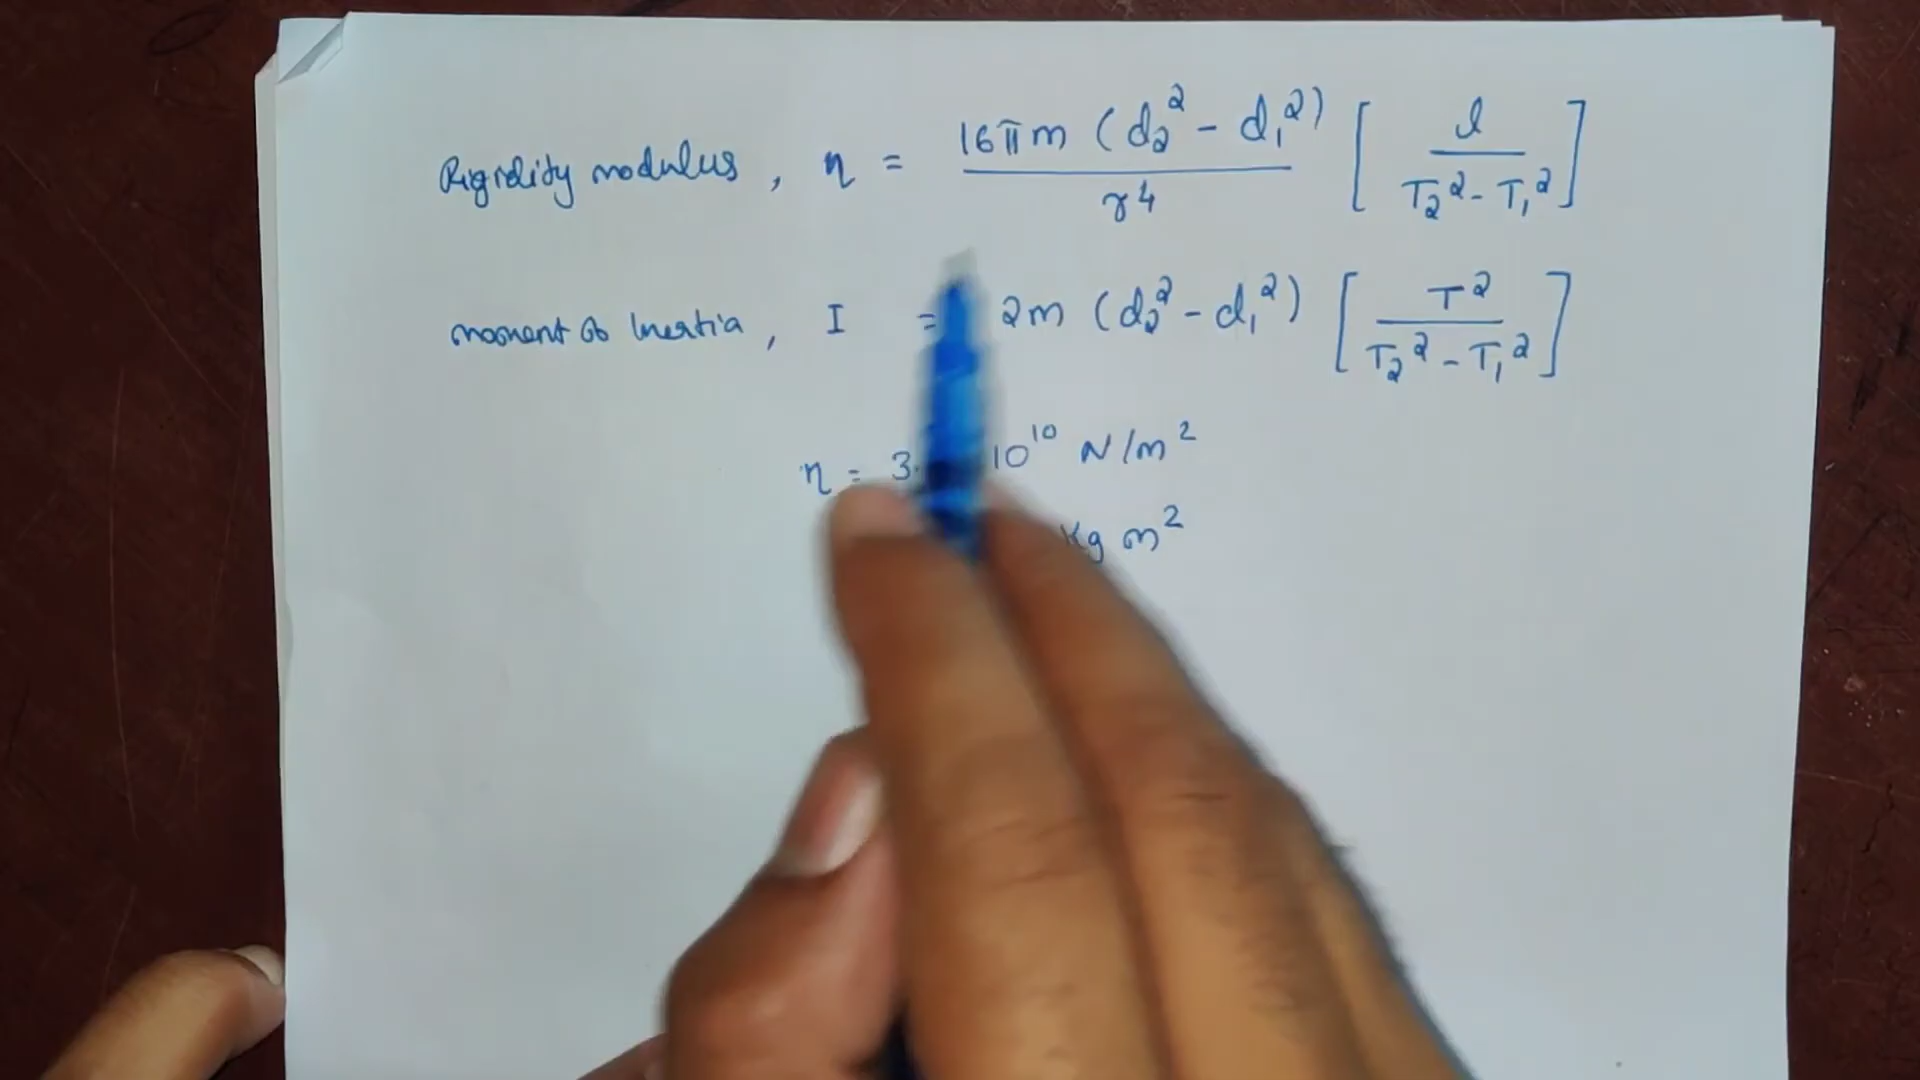 Rigidity modulus, η = 16πm (d₂² - d₁²) / r⁴ [ l / T₂² - T₁² ]
moment of Inertia, I = 2m (d₂² - d₁²) [ T² / T₂² - T₁² ]
η = 3. 10¹⁰ N/m²
Kg m²